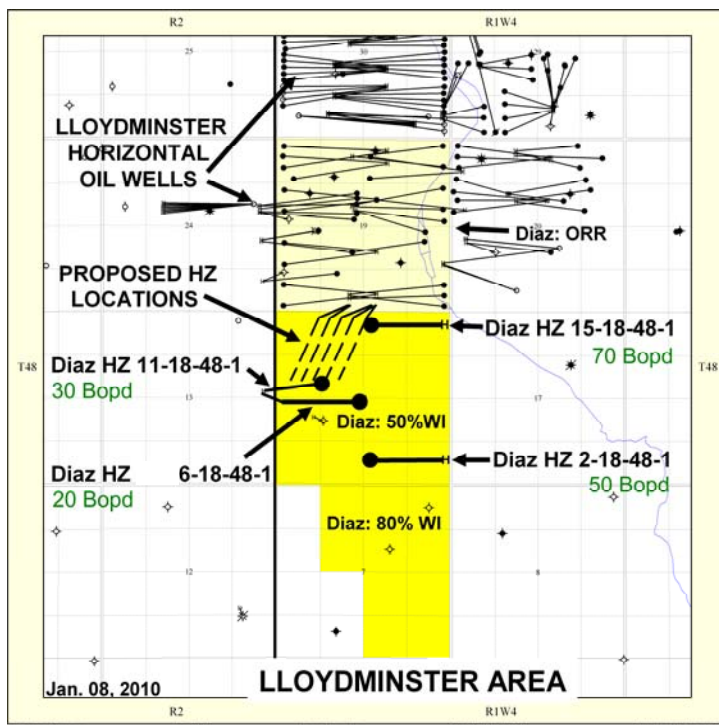 R2 R1W4
25 30 29
LLOYDMINSTER
HORIZONTAL
OIL WELLS
24 19 20
Diaz: ORR
PROPOSED HZ
LOCATIONS
Diaz HZ 15-18-48-1
70 Bopd
T48 T48
Diaz HZ 11-18-48-1
30 Bopd
13 17
Diaz: 50%WI
Diaz HZ 6-18-48-1
20 Bopd
Diaz HZ 2-18-48-1
50 Bopd
Diaz: 80% WI
12 7 8
Jan. 08, 2010
LLOYDMINSTER AREA
R2 R1W4